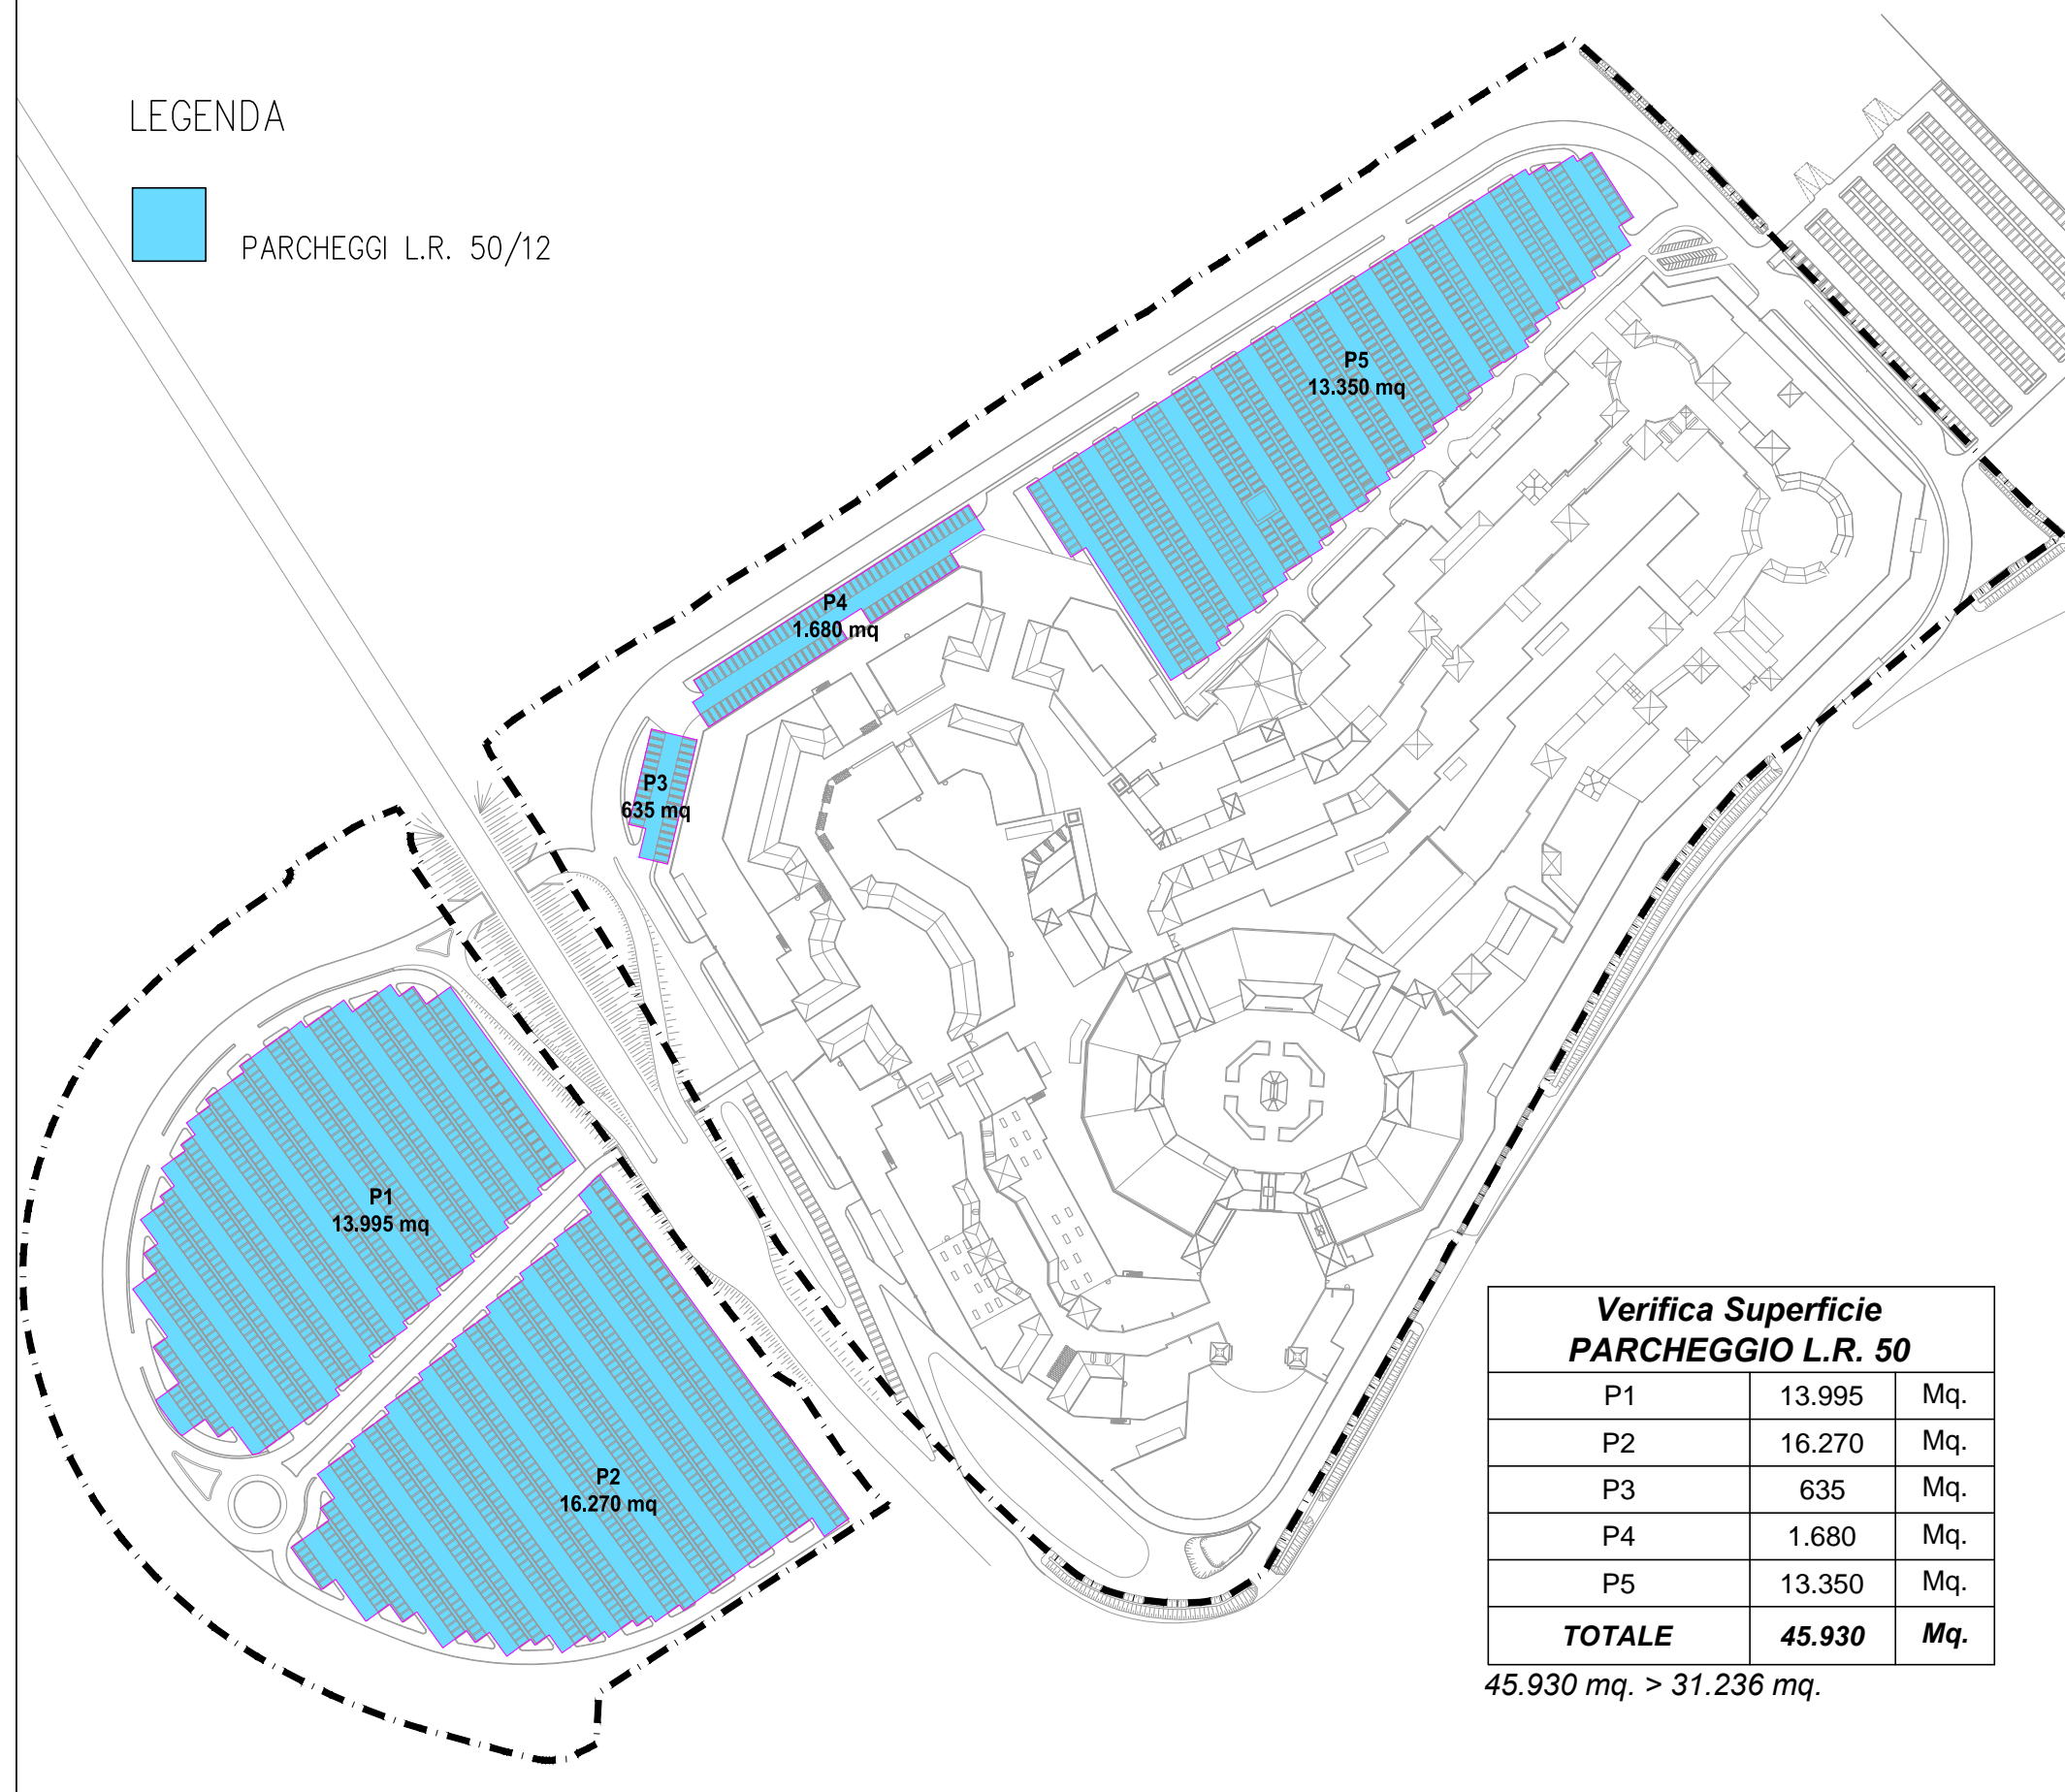 LEGENDA
PARCHEGGI L.R. 50/12
P5
13.350 mq
P4
1.680 mq
P3
635 mq
P1
13.995 mq
P2
16.270 mq
Verifica Superficie
PARCHEGGIO L.R. 50
P1 13.995 Mq.
P2 16.270 Mq.
P3 635 Mq.
P4 1.680 Mq.
P5 13.350 Mq.
TOTALE 45.930 Mq.
45.930 mq. > 31.236 mq.